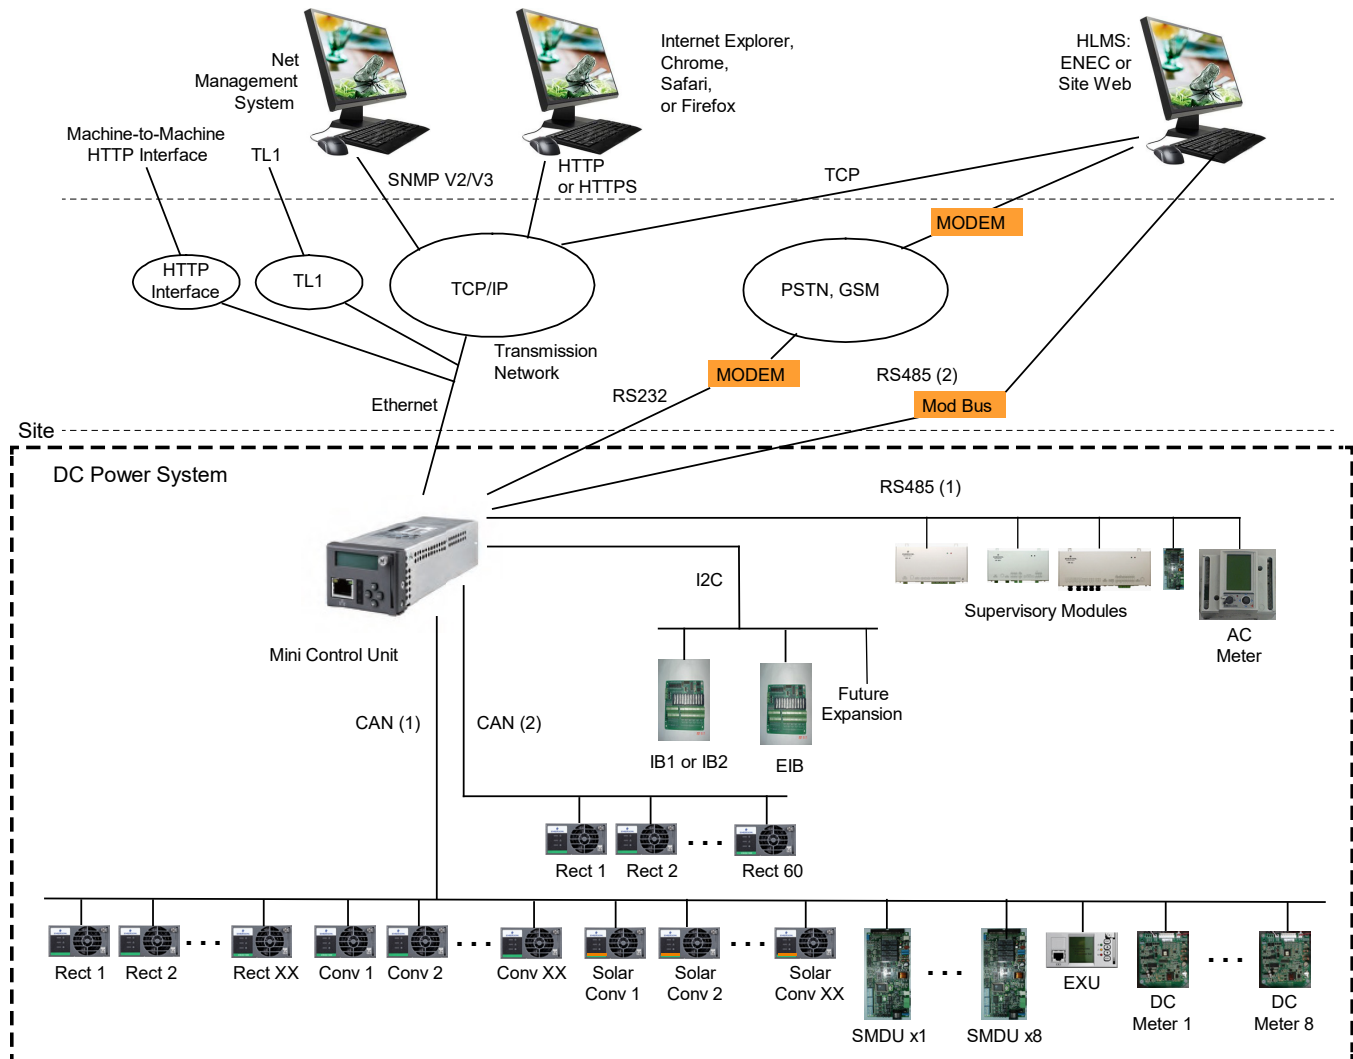 Net
Management
System
Internet Explorer,
Chrome,
Safari,
or Firefox
HLMS:
ENEC or
Site Web
Machine-to-Machine
HTTP Interface
TL1
SNMP V2/V3
HTTP
or HTTPS
TCP
MODEM
HTTP
Interface
TL1
TCP/IP
PSTN, GSM
Transmission
Network
MODEM
RS485 (2)
RS232
Mod Bus
Ethernet
Site
DC Power System
RS485 (1)
I2C
Supervisory Modules
AC
Meter
Mini Control Unit
Future
Expansion
CAN (1)
CAN (2)
IB1 or IB2
EIB
Rect 1
Rect 2
Rect 60
Rect 1
Rect 2
Rect XX
Conv 1
Conv 2
Conv XX
Solar
Conv 1
Solar
Conv 2
Solar
Conv XX
SMDU x1
SMDU x8
EXU
DC
Meter 1
DC
Meter 8